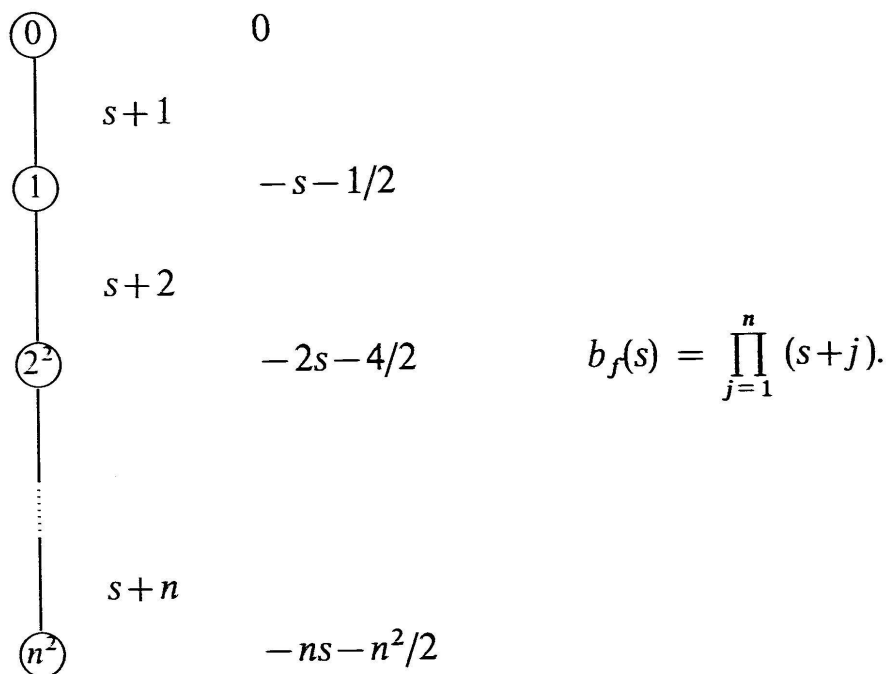 0 0
s+1
1 −s−1/2
s+2
2² −2s−4/2 b_f(s) = ∏_{j=1}^{n} (s+j).
s+n
n² −ns−n²/2